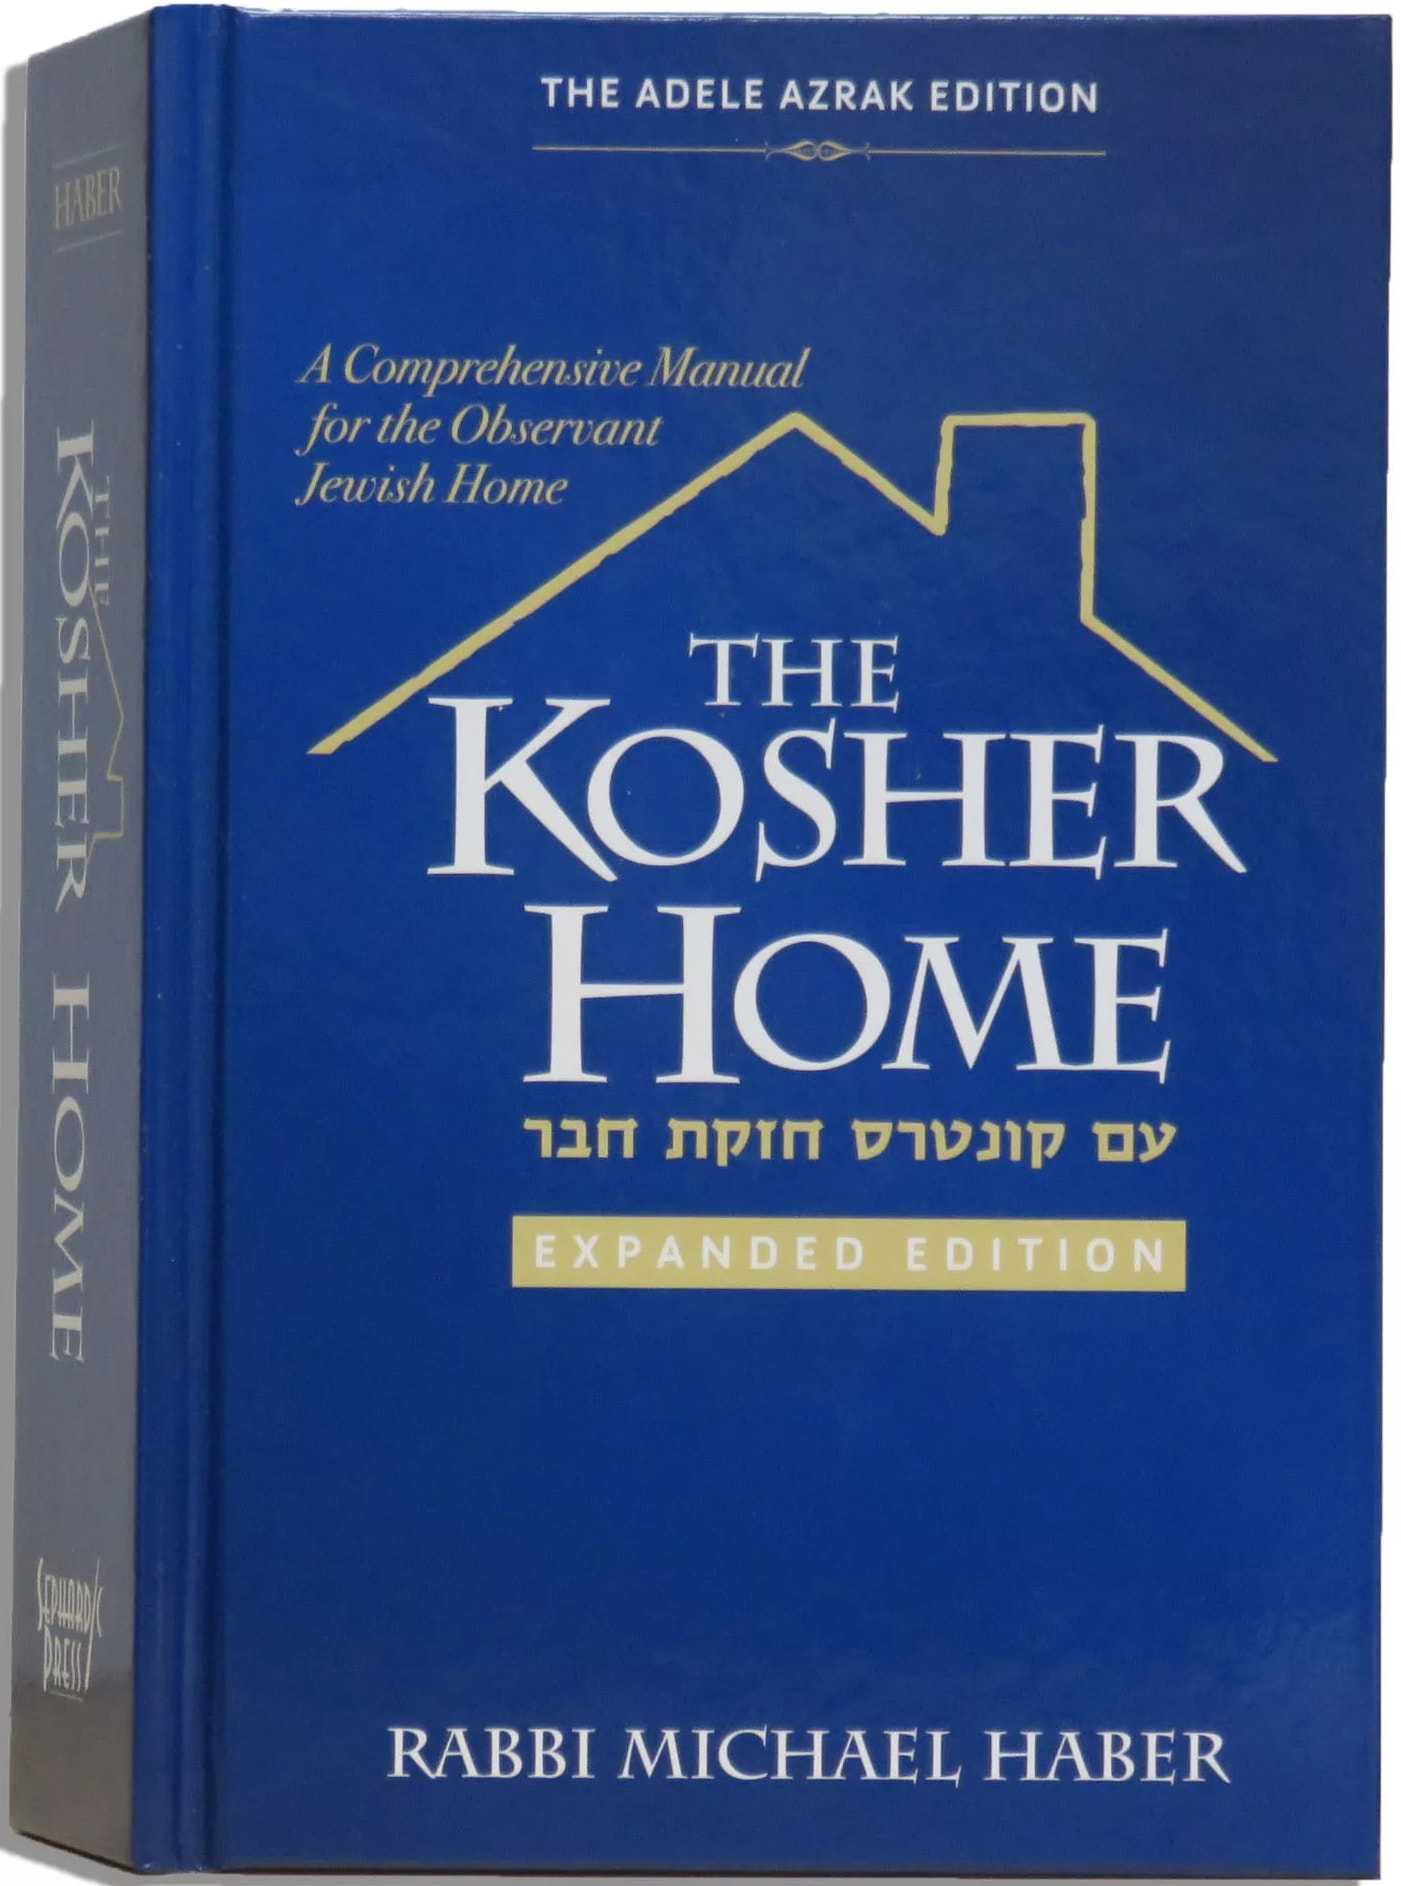 THE ADELE AZRAK EDITION
A Comprehensive Manual
for the Observant
Jewish Home
THE
KOSHER
HOME
עם קונטרס חזקת חבר
EXPANDED EDITION
RABBI MICHAEL HABER
HABER
THE
KOSHER HOME
SEPHARDIC
PRESS